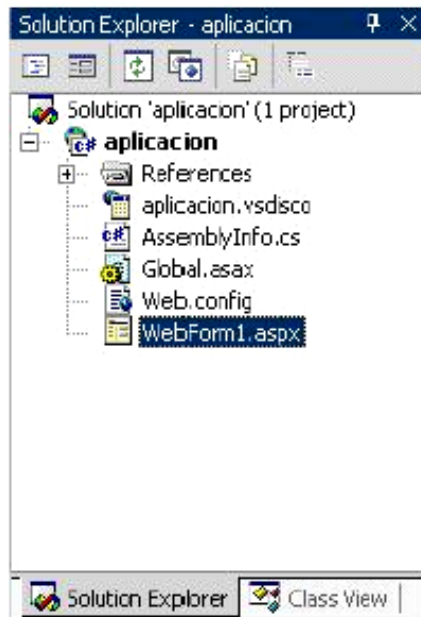 Solution Explorer - aplicacion
Solution 'aplicacion' (1 project)
aplicacion
References
aplicacion.vsdisco
AssemblyInfo.cs
Global.asax
Web.config
WebForm1.aspx
Solution Explorer Class View